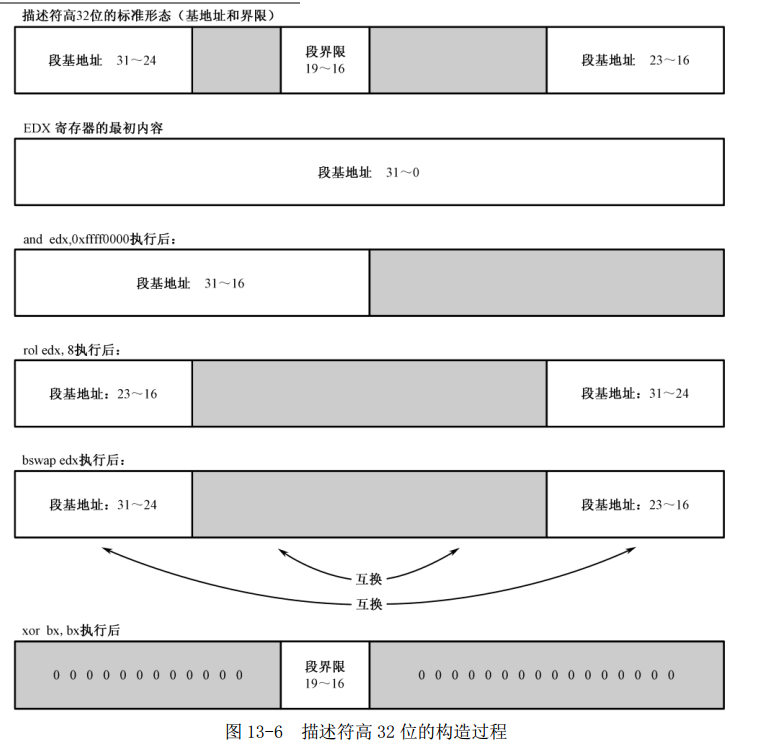 描述符高32位的标准形态（基地址和界限）
段基地址 31～24
段界限
19～16
段基地址 23～16
EDX 寄存器的最初内容
段基地址 31～0
and edx,0xffff0000执行后：
段基地址 31～16
rol edx, 8执行后：
段基地址：23～16
段基地址：31～24
bswap edx执行后：
段基地址：31～24
段基地址：23～16
互换
互换
xor bx, bx执行后
0 0 0 0 0 0 0 0 0 0 0 0
段界限
19～16
0 0 0 0 0 0 0 0 0 0 0 0 0 0 0 0
图 13-6 描述符高 32 位的构造过程